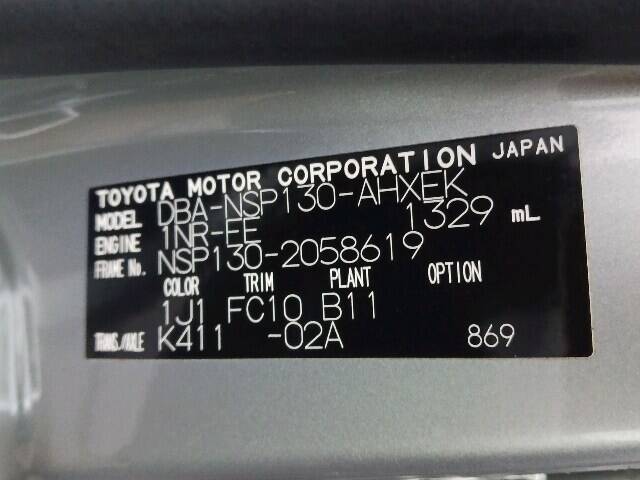 TOYOTA MOTOR CORPORATION JAPAN
MODEL DBA-NSP130-AHXEK
ENGINE 1NR-FE 1329 mL
FRAME No. NSP130-2058619
COLOR TRIM PLANT OPTION
1J1 FC10 B11
TRANS./AXLE K411 -02A 869